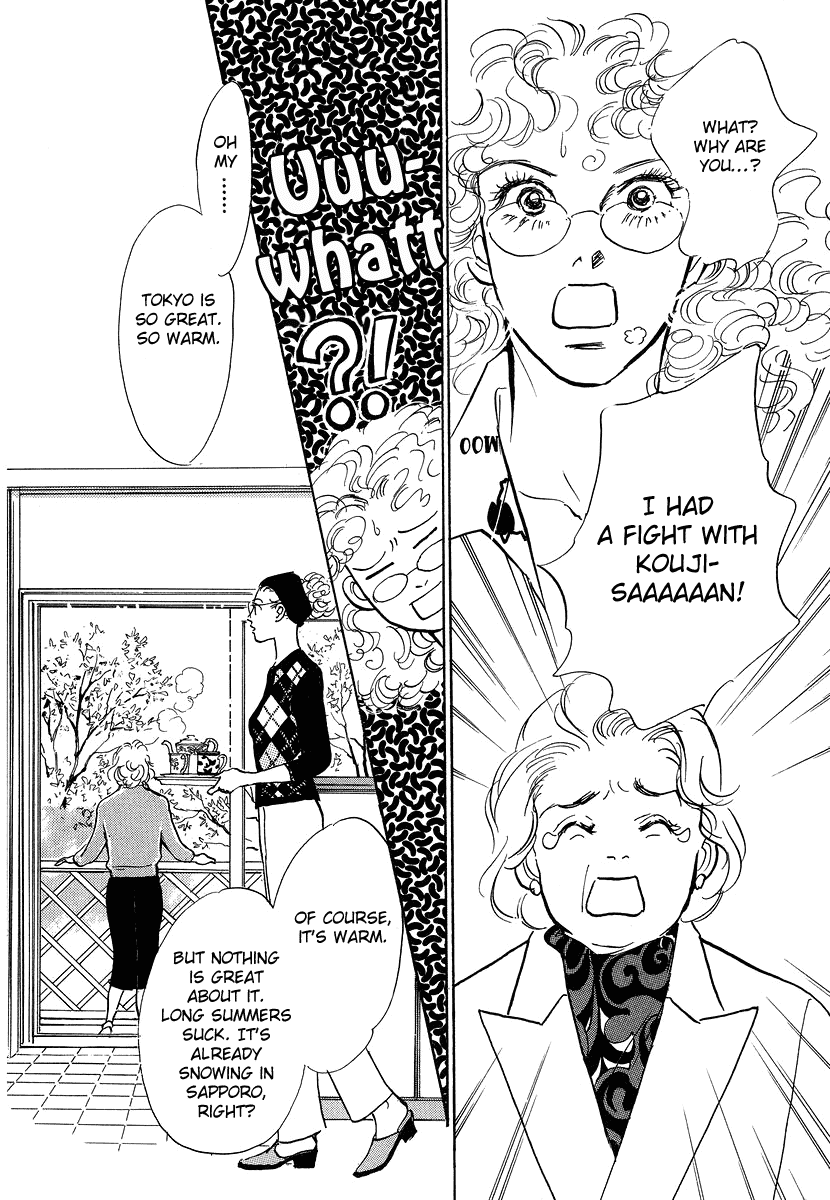 WHAT?
WHY ARE
YOU...?
MOO
I HAD
A FIGHT WITH
KOUJI-
SAAAAAAN!
Uuu-
whatt
?!
OH
MY
......
TOKYO IS
SO GREAT.
SO WARM.
OF COURSE,
IT'S WARM.
BUT NOTHING
IS GREAT
ABOUT IT.
LONG SUMMERS
SUCK. IT'S
ALREADY
SNOWING IN
SAPPORO,
RIGHT?